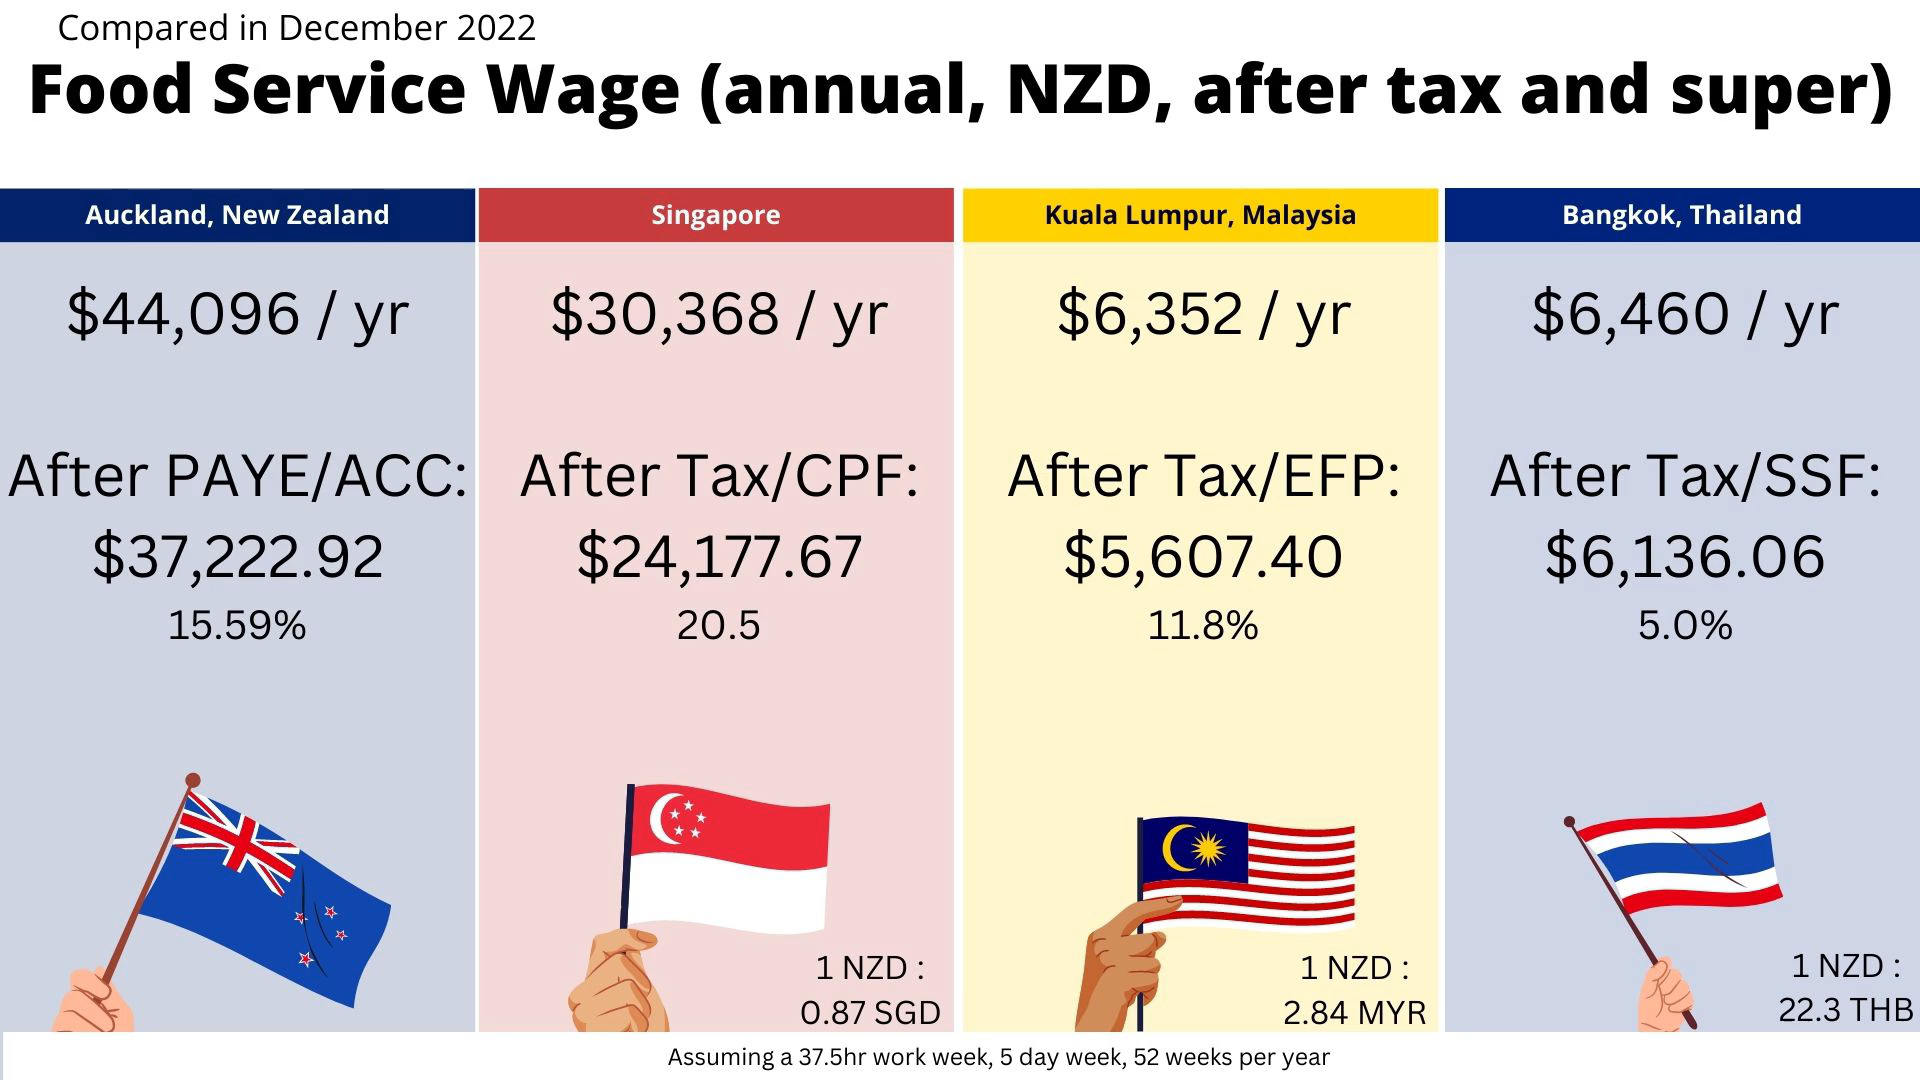 Compared in December 2022
Food Service Wage (annual, NZD, after tax and super)
Auckland, New Zealand
$44,096 / yr
After PAYE/ACC:
$37,222.92
15.59%
Singapore
$30,368 / yr
After Tax/CPF:
$24,177.67
20.5
1 NZD :
0.87 SGD
Kuala Lumpur, Malaysia
$6,352 / yr
After Tax/EFP:
$5,607.40
11.8%
1 NZD :
2.84 MYR
Bangkok, Thailand
$6,460 / yr
After Tax/SSF:
$6,136.06
5.0%
1 NZD :
22.3 THB
Assuming a 37.5hr work week, 5 day week, 52 weeks per year